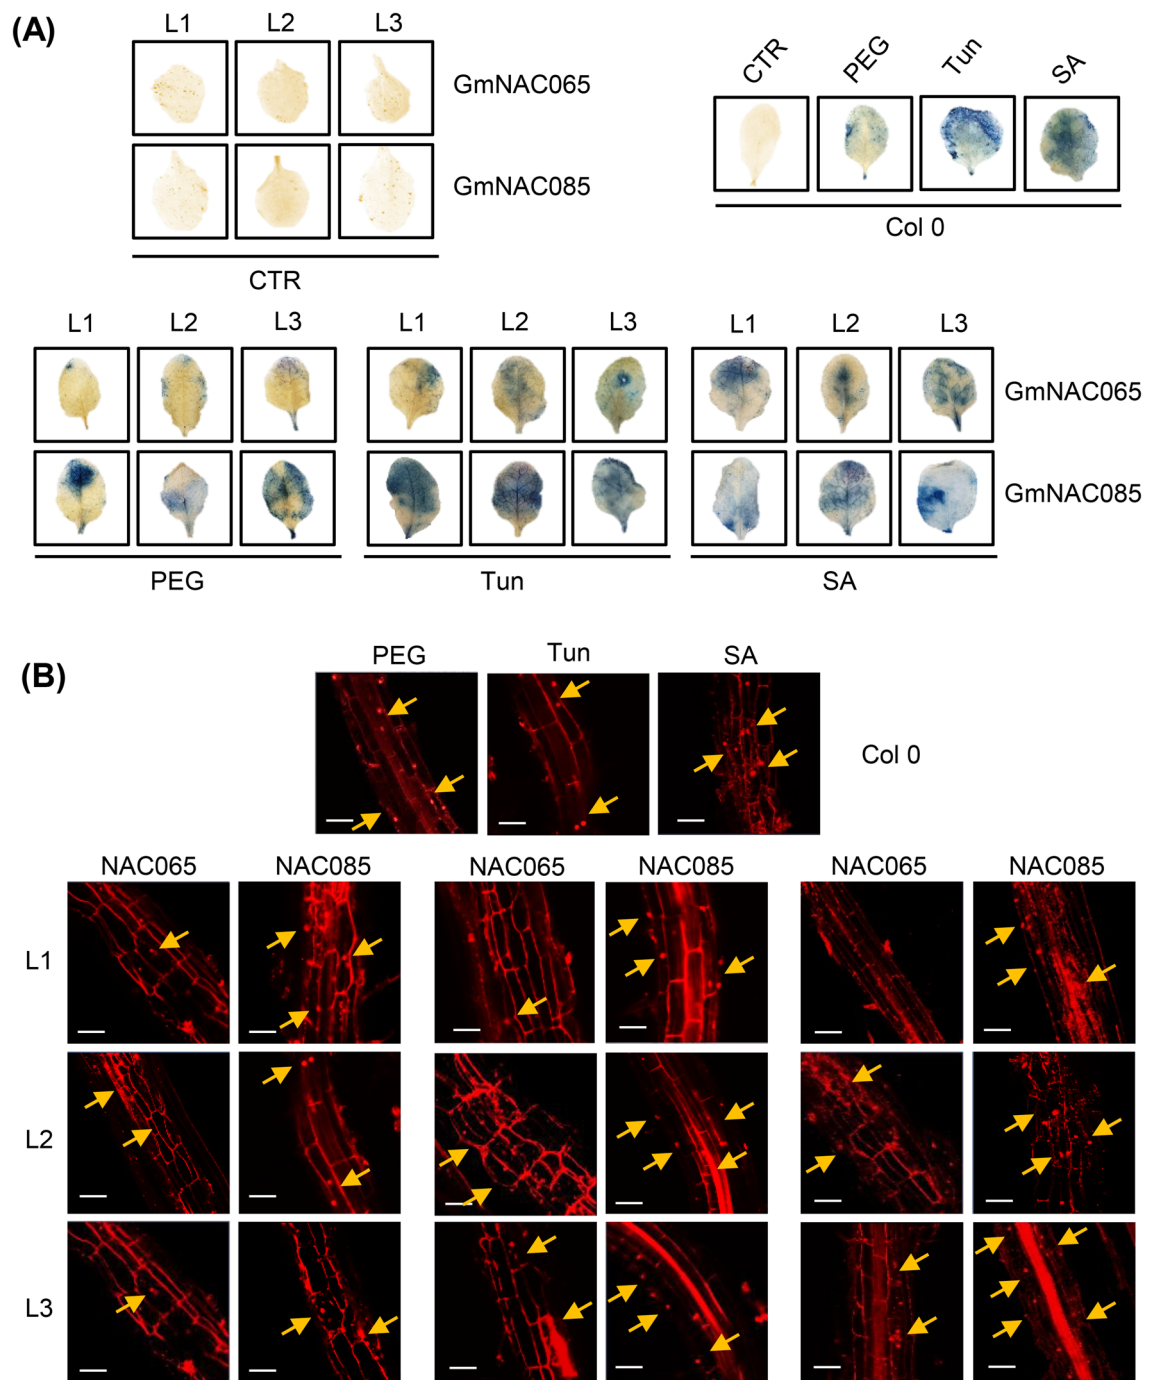 (A)
L1 L2 L3
GmNAC065
GmNAC085
CTR
CTR PEG Tun SA
Col 0
L1 L2 L3 L1 L2 L3 L1 L2 L3
GmNAC065
GmNAC085
PEG Tun SA
(B)
PEG Tun SA
Col 0
NAC065 NAC085 NAC065 NAC085 NAC065 NAC085
L1
L2
L3